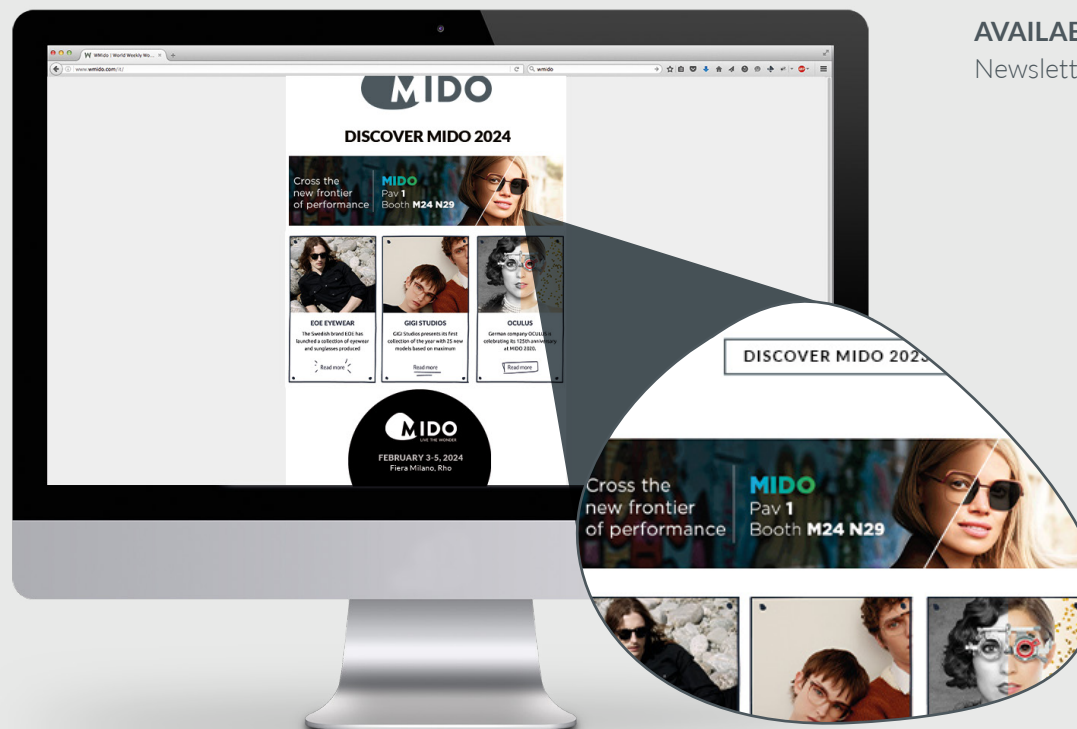 WMido | World Weekly Wo...
www.wmido.com/it/
wmido
MIDO
DISCOVER MIDO 2024
Cross the
new frontier
of performance
MIDO
Pav 1
Booth M24 N29
EOE EYEWEAR
The Swedish brand EOE has
launched a collection of eyewear
and sunglasses produced
Read more
GIGI STUDIOS
GIGI Studios presents its first
collection of the year with 25 new
models based on maximum
Read more
OCULUS
German company OCULUS is
celebrating its 125th anniversary
at MIDO 2020.
Read more
MIDO
LIVE THE WONDER
FEBRUARY 3-5, 2024
Fiera Milano, Rho
AVAILAB
Newslett
DISCOVER MIDO 2023
Cross the
new frontier
of performance
MIDO
Pav 1
Booth M24 N29